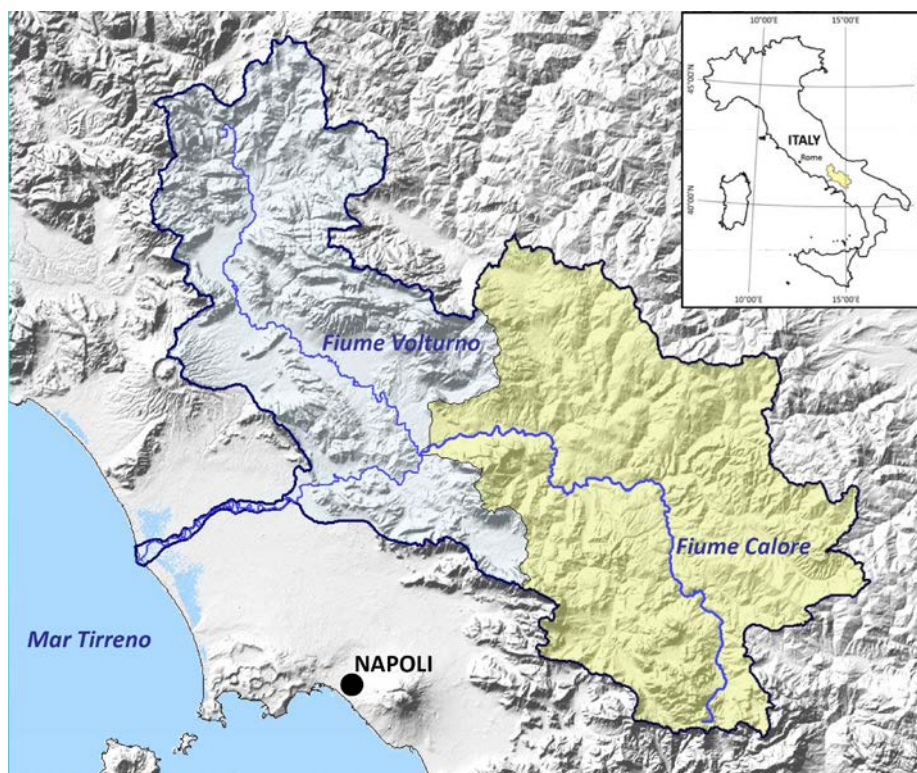 10°00'E
15°00'E
45°00'N
ITALY
Rome
40°00'N
10°00'E
15°00'E
Fiume Volturno
Fiume Calore
Mar Tirreno
NAPOLI